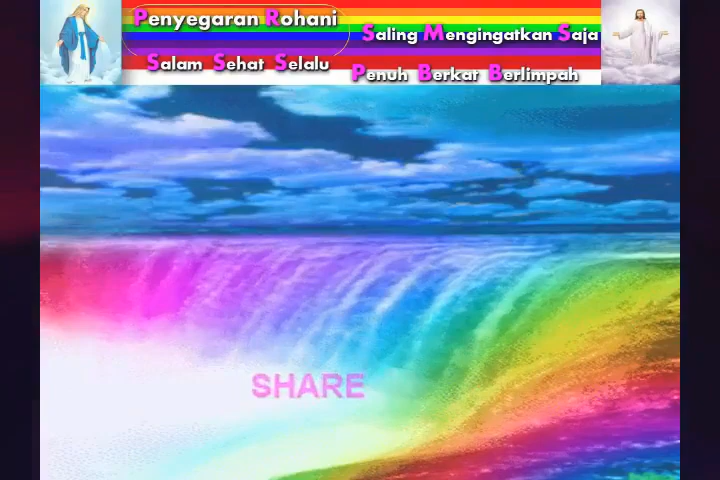 Penyegaran Rohani
Saling Mengingatkan Saja
Salam Sehat Selalu
Penuh Berkat Berlimpah
SHARE